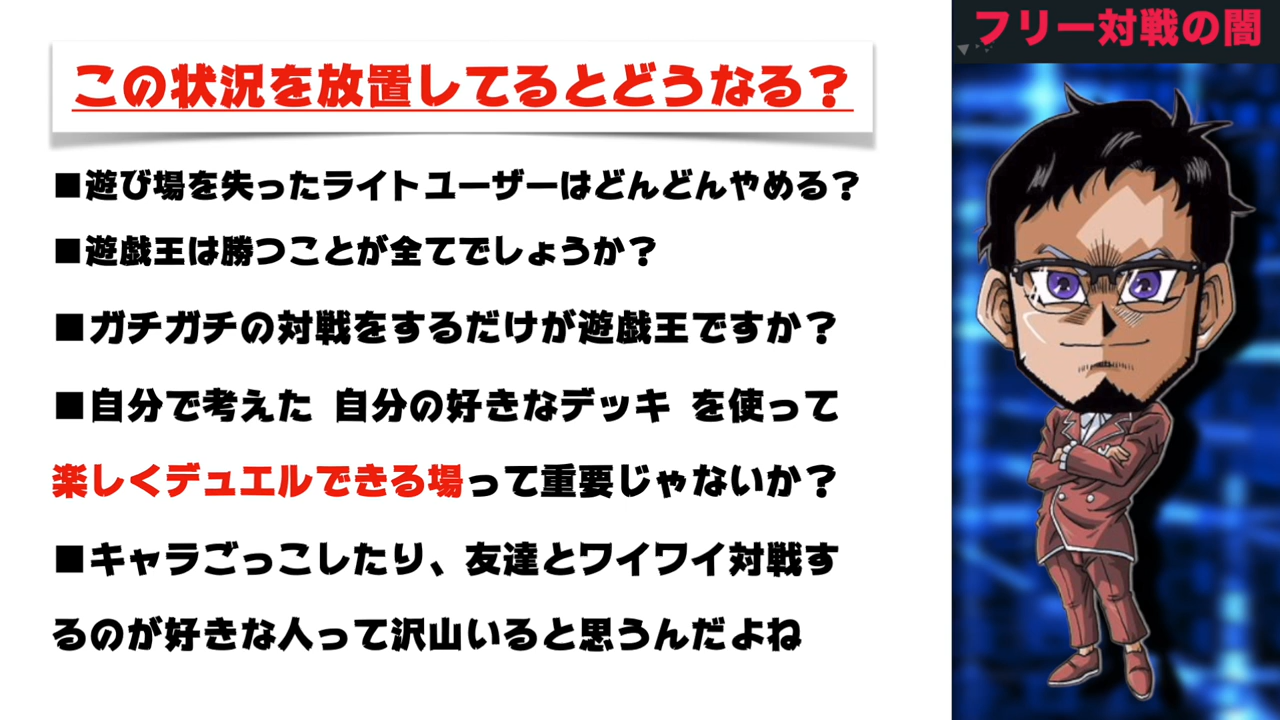 フリー対戦の闇
この状況を放置してるとどうなる？
■遊び場を失ったライトユーザーはどんどんやめる？
■遊戯王は勝つことが全てでしょうか？
■ガチガチの対戦をするだけが遊戯王ですか？
■自分で考えた 自分の好きなデッキ を使って
楽しくデュエルできる場って重要じゃないか？
■キャラごっこしたり、友達とワイワイ対戦す
るのが好きな人って沢山いると思うんだよね